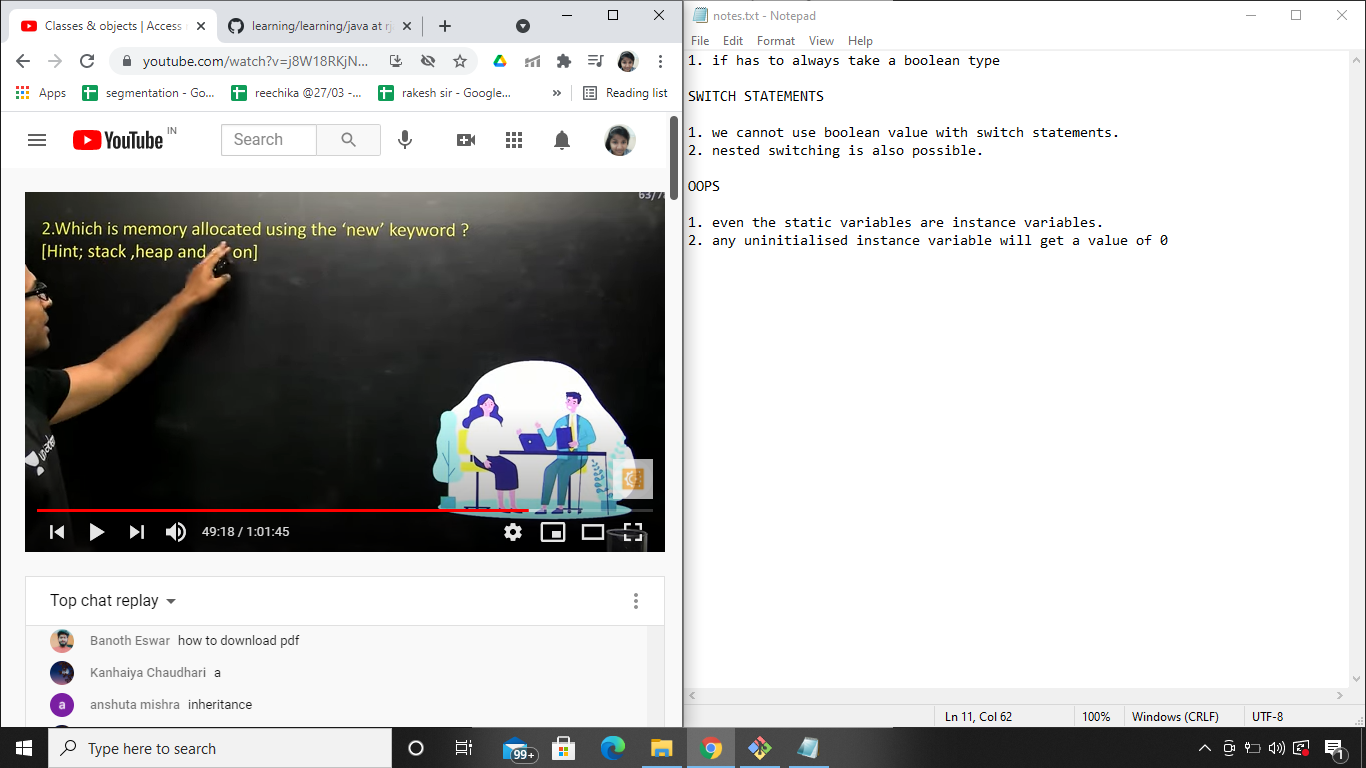 Classes & objects | Access
learning/learning/java at rj
youtube.com/watch?v=j8W18RKjN...
Apps
segmentation - Go...
reechika @27/03 -...
rakesh sir - Google...
»
Reading list
YouTube IN
Search
63/7
2.Which is memory allocated using the ‘new’ keyword ?
[Hint; stack ,heap and on]
49:18 / 1:01:45
Top chat replay
Banoth Eswar how to download pdf
Kanhaiya Chaudhari a
a anshuta mishra inheritance
notes.txt - Notepad
File Edit Format View Help
1. if has to always take a boolean type
SWITCH STATEMENTS
1. we cannot use boolean value with switch statements.
2. nested switching is also possible.
OOPS
1. even the static variables are instance variables.
2. any uninitialised instance variable will get a value of 0
Ln 11, Col 62
100%
Windows (CRLF)
UTF-8
Type here to search
99+
1